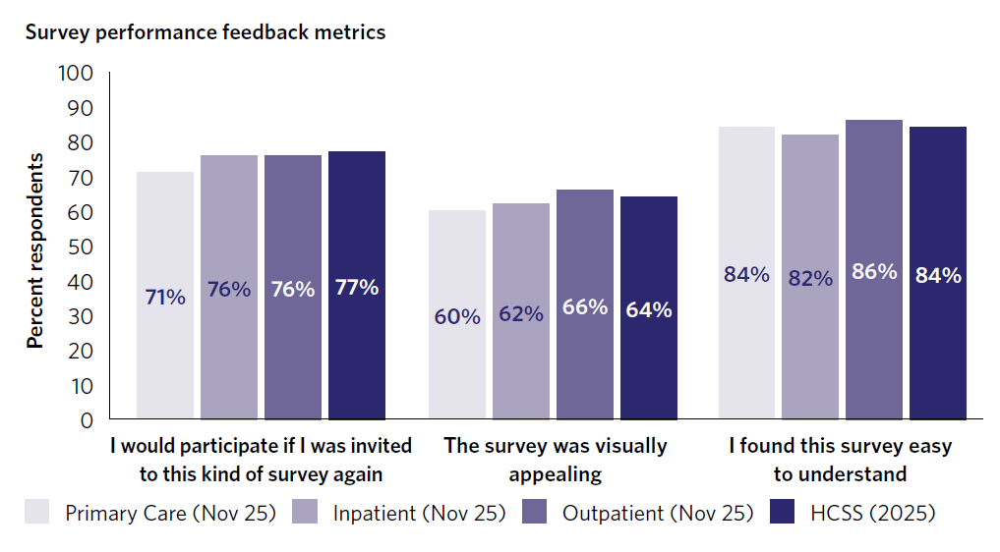 Survey performance feedback metrics
Percent respondents
100
90
80
70
60
50
40
30
20
10
0
71% 76% 76% 77%
60% 62% 66% 64%
84% 82% 86% 84%
I would participate if I was invited
to this kind of survey again
The survey was visually
appealing
I found this survey easy
to understand
Primary Care (Nov 25) Inpatient (Nov 25) Outpatient (Nov 25) HCSS (2025)